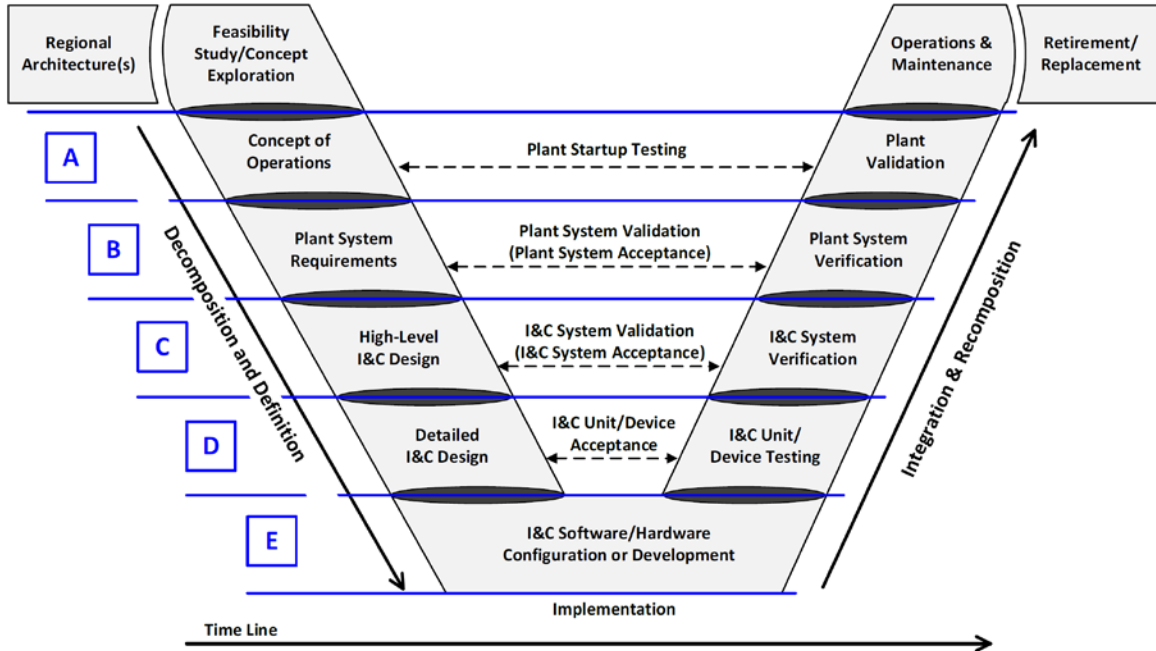 Regional
Architecture(s)
Feasibility
Study/Concept
Exploration
Operations &
Maintenance
Retirement/
Replacement
A
Concept of
Operations
Plant Startup Testing
Plant
Validation
B
Plant System
Requirements
Plant System Validation
(Plant System Acceptance)
Plant System
Verification
C
High-Level
I&C Design
I&C System Validation
(I&C System Acceptance)
I&C System
Verification
D
Detailed
I&C Design
I&C Unit/Device
Acceptance
I&C Unit/
Device Testing
E
I&C Software/Hardware
Configuration or Development
Decomposition and Definition
Integration & Recomposition
Implementation
Time Line